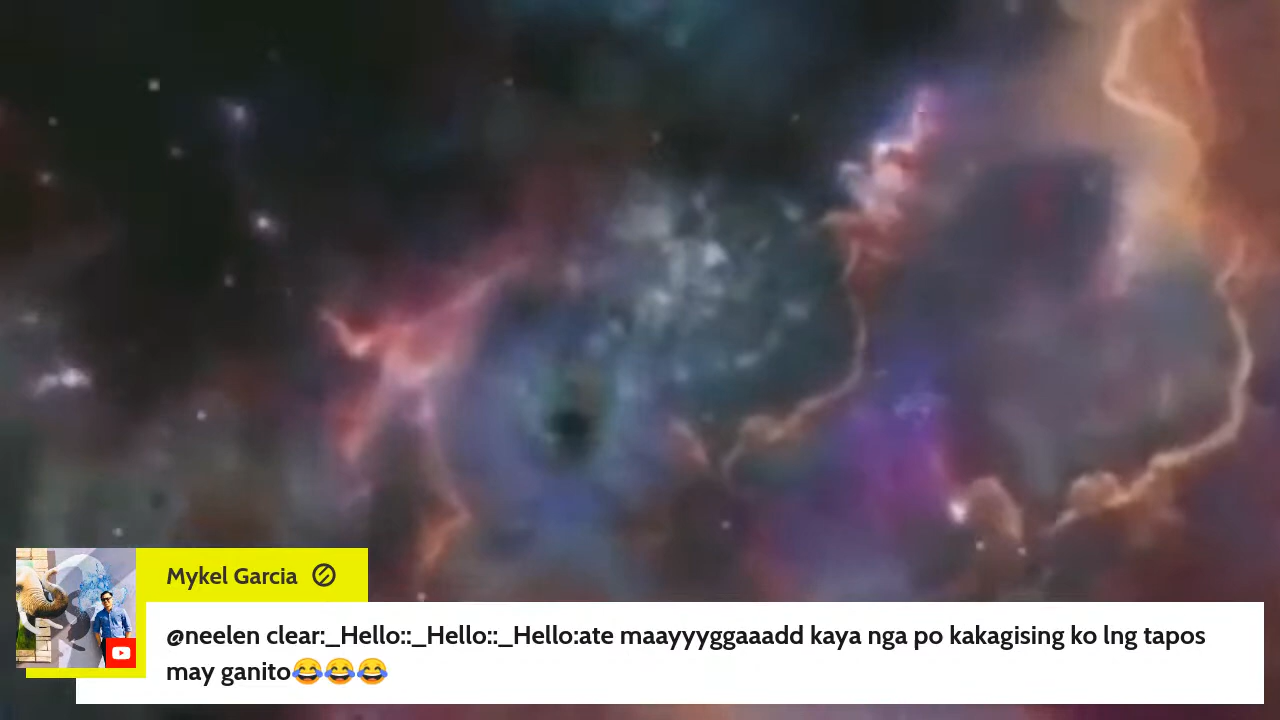 Mykel Garcia
@neelen clear:_Hello::_Hello::_Hello:ate maayyyggaaadd kaya nga po kakagising ko lng tapos
may ganito😂😂😂